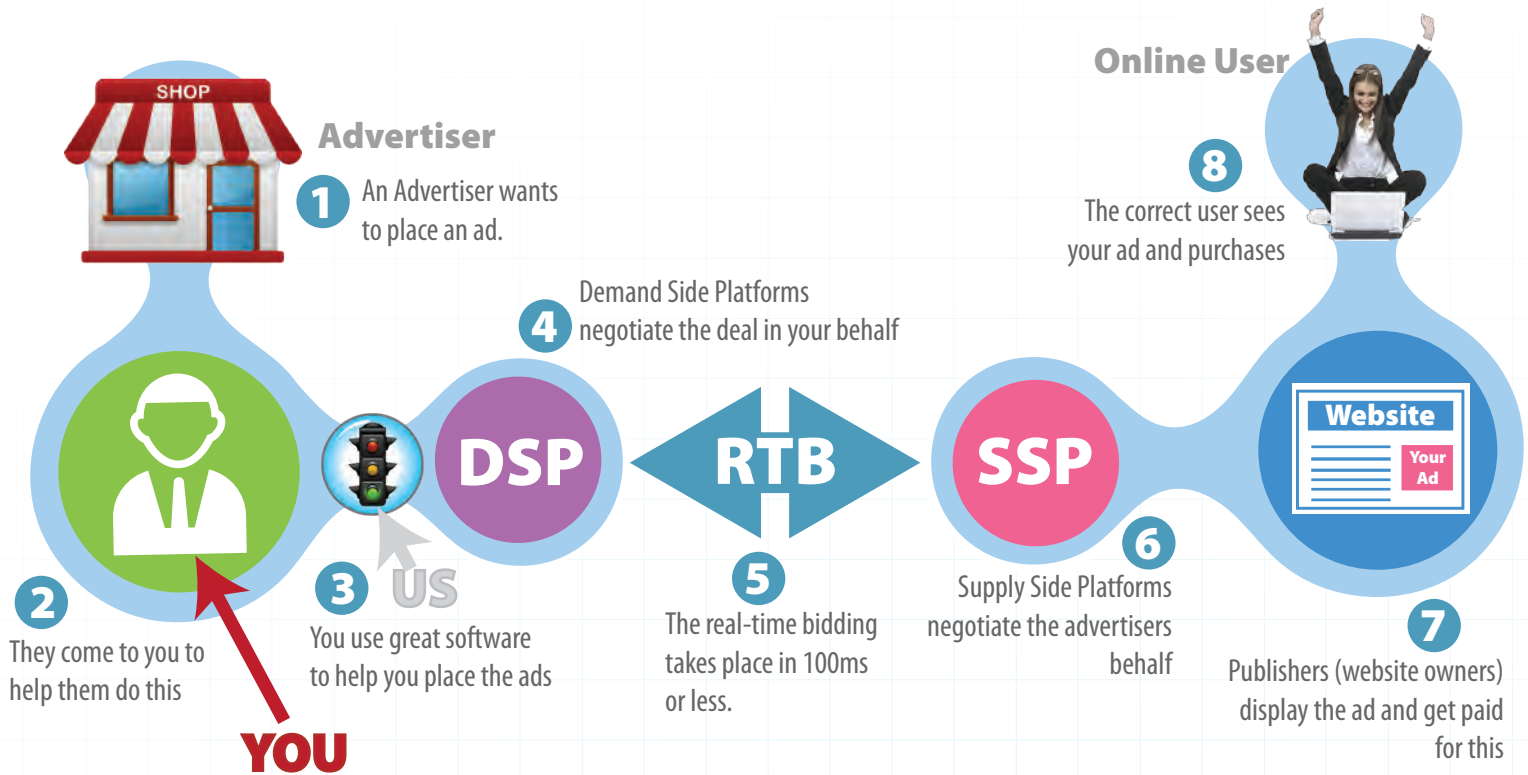 SHOP
Advertiser
1
An Advertiser wants
to place an ad.
2
They come to you to
help them do this
YOU
3
US
You use great software
to help you place the ads
4
Demand Side Platforms
negotiate the deal in your behalf
DSP
RTB
5
The real-time bidding
takes place in 100ms
or less.
SSP
6
Supply Side Platforms
negotiate the advertisers
behalf
Website
Your
Ad
7
Publishers (website owners)
display the ad and get paid
for this
Online User
8
The correct user sees
your ad and purchases